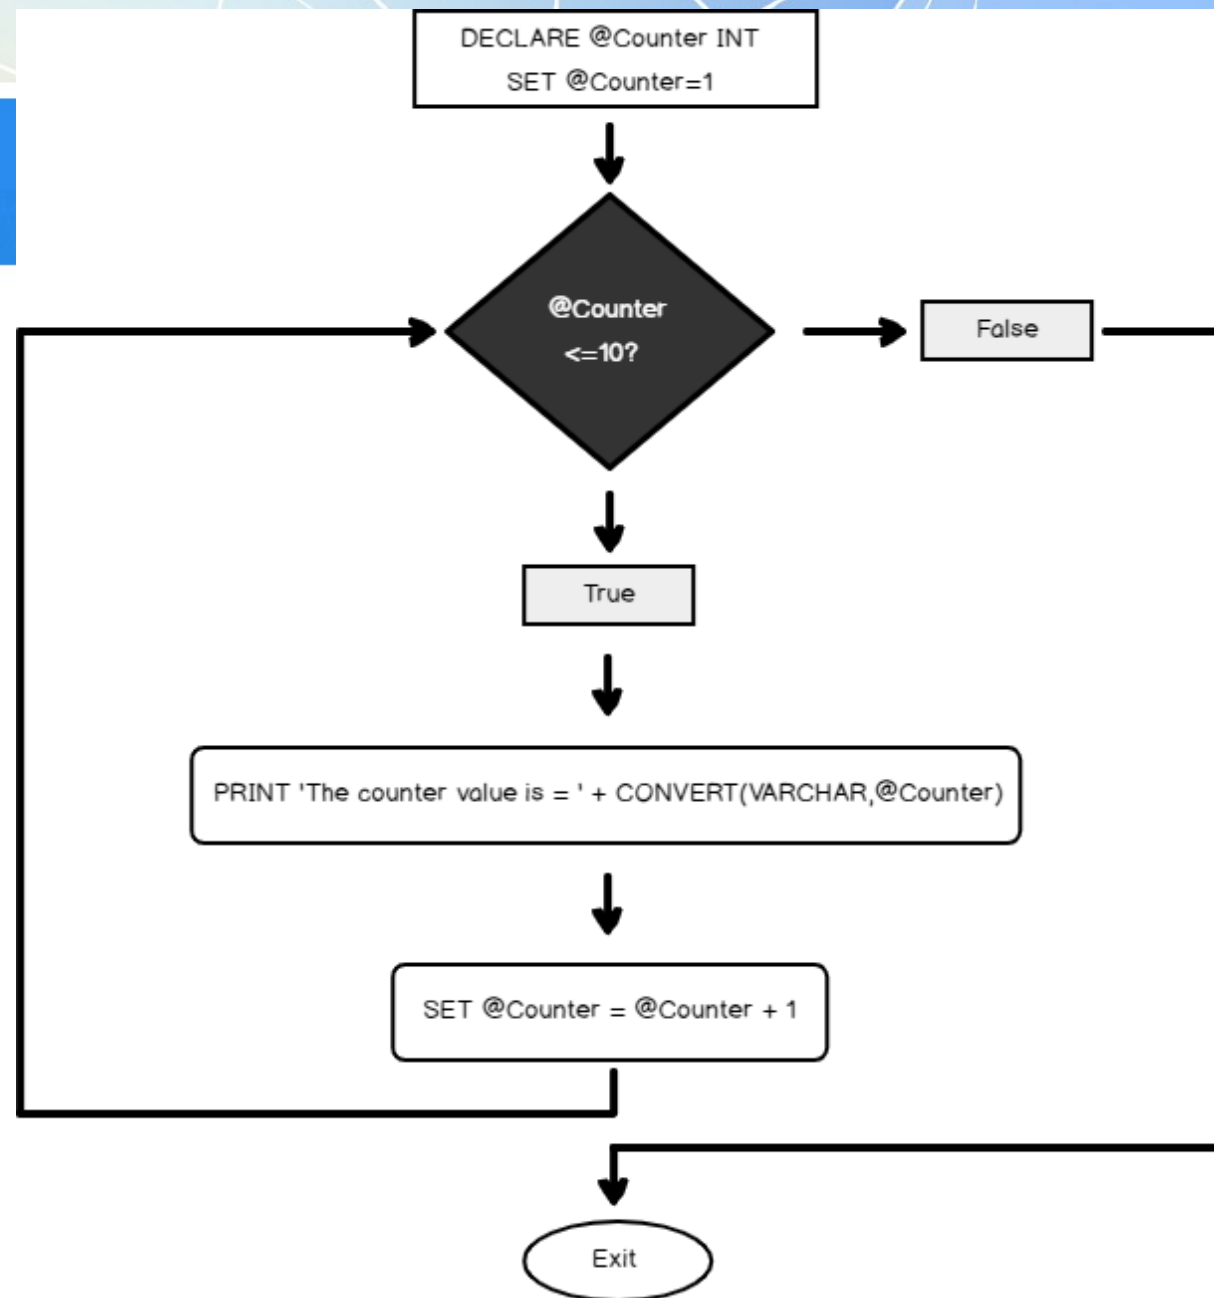 DECLARE @Counter INT
SET @Counter=1
@Counter
<=10?
False
True
PRINT 'The counter value is = ' + CONVERT(VARCHAR,@Counter)
SET @Counter = @Counter + 1
Exit